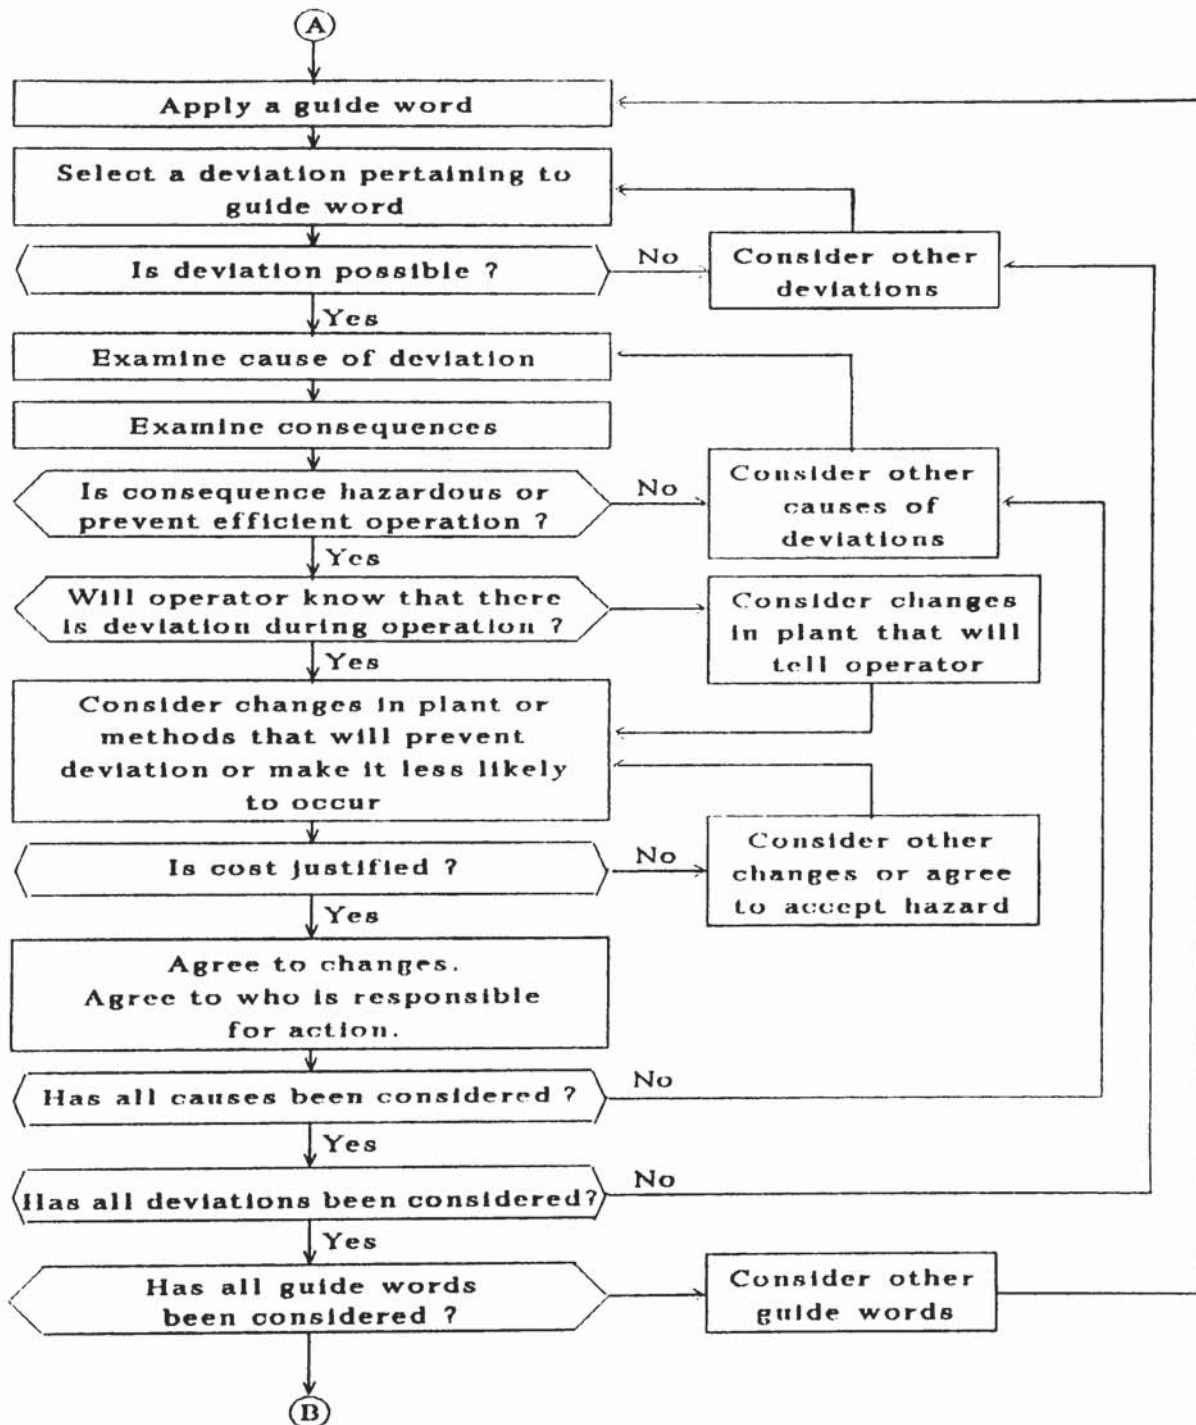 A
Apply a guide word
Select a deviation pertaining to
guide word
Is deviation possible ?
No
Consider other
deviations
Yes
Examine cause of deviation
Examine consequences
Is consequence hazardous or
prevent efficient operation ?
No
Consider other
causes of
deviations
Yes
Will operator know that there
is deviation during operation ?
Consider changes
in plant that will
tell operator
Yes
Consider changes in plant or
methods that will prevent
deviation or make it less likely
to occur
Is cost justified ?
No
Consider other
changes or agree
to accept hazard
Yes
Agree to changes.
Agree to who is responsible
for action.
Has all causes been considered ?
No
Yes
Has all deviations been considered?
No
Yes
Has all guide words
been considered ?
Consider other
guide words
B